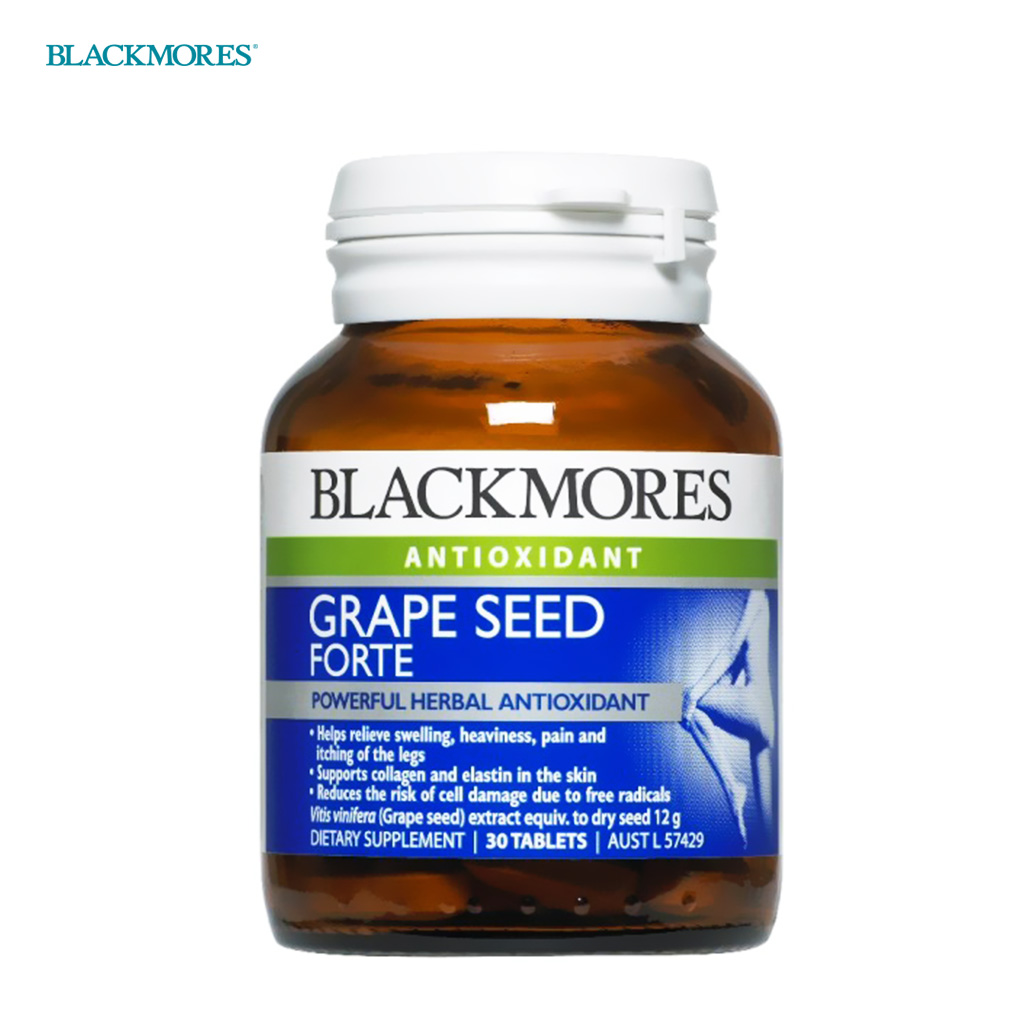 BLACKMORES®
BLACKMORES
ANTIOXIDANT
GRAPE SEED
FORTE
POWERFUL HERBAL ANTIOXIDANT
• Helps relieve swelling, heaviness, pain and
itching of the legs
• Supports collagen and elastin in the skin
• Reduces the risk of cell damage due to free radicals
Vitis vinifera (Grape seed) extract equiv. to dry seed 12 g
DIETARY SUPPLEMENT | 30 TABLETS | AUST L 57429